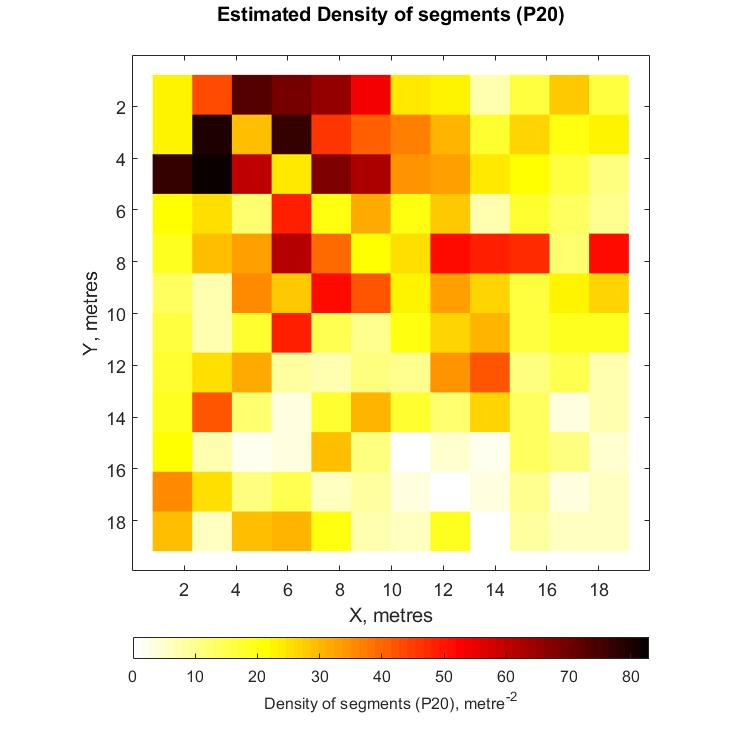 Estimated Density of segments (P20)
2
4
6
8
10
12
14
16
18
Y, metres
2 4 6 8 10 12 14 16 18
X, metres
0 10 20 30 40 50 60 70 80
Density of segments (P20), metre⁻²